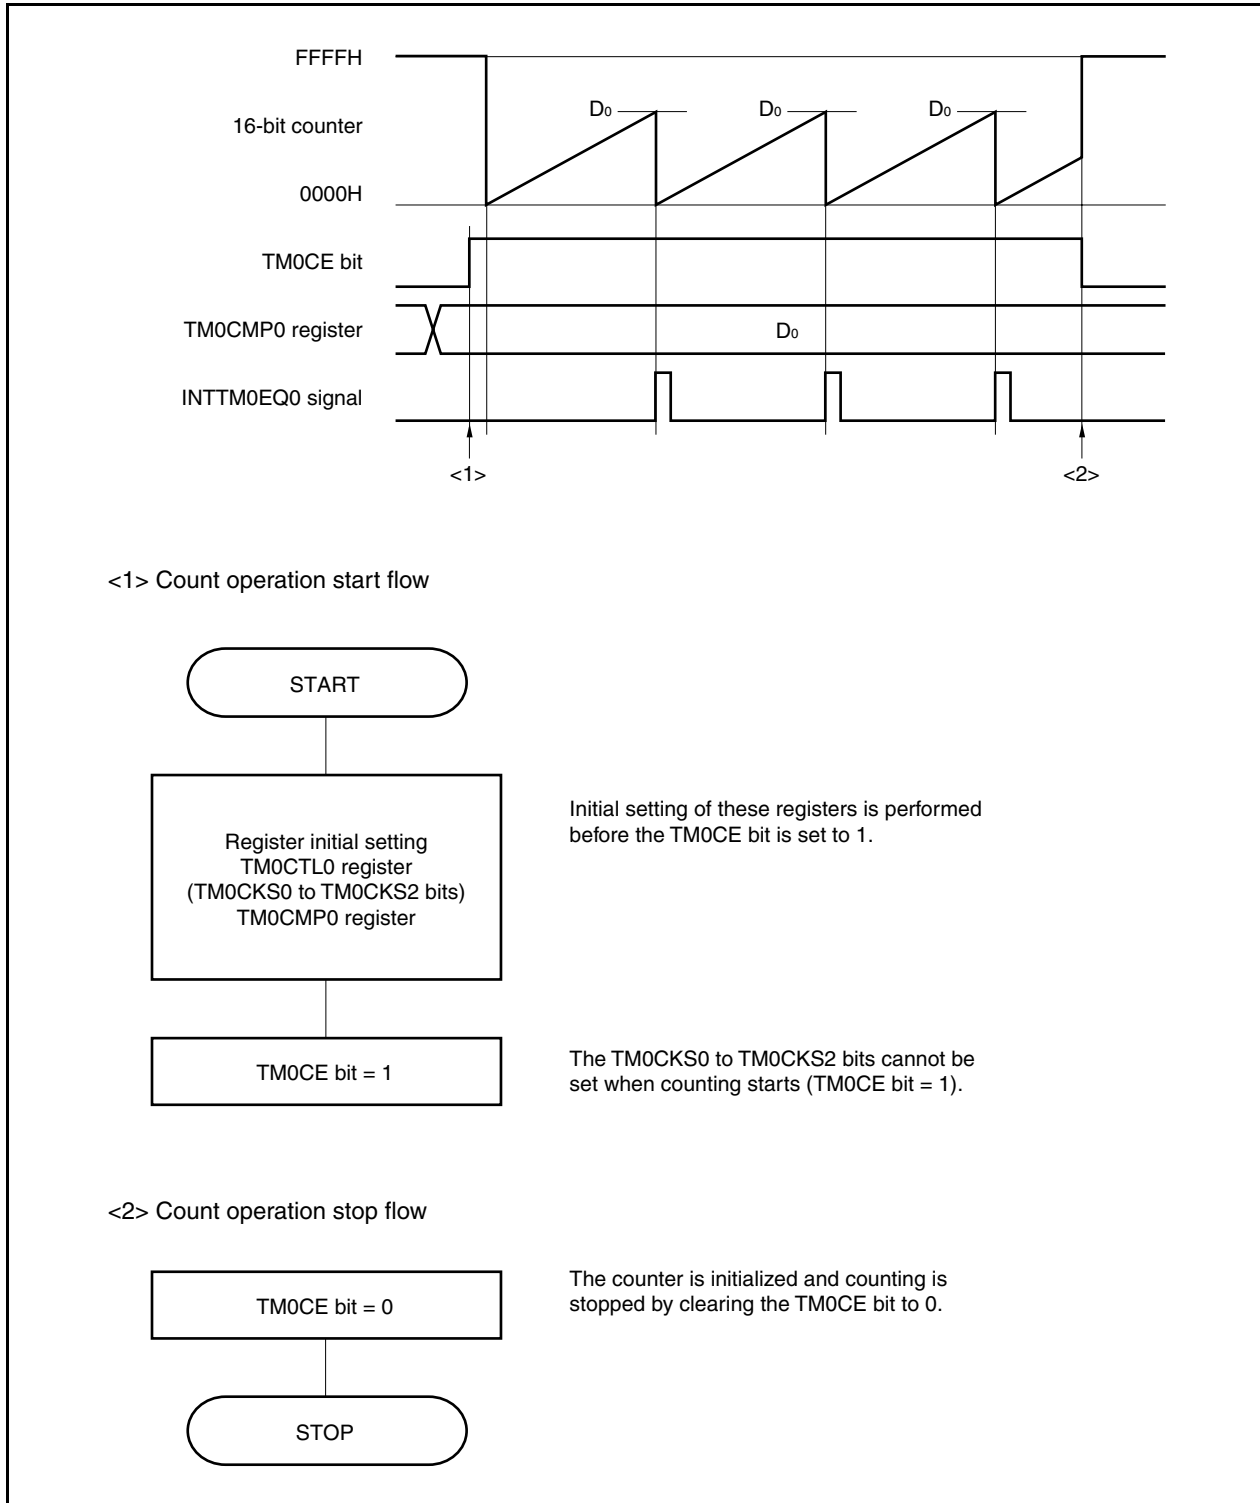 FFFFH
D0 D0 D0
16-bit counter
0000H
TM0CE bit
TM0CMP0 register D0
INTTM0EQ0 signal
<1> <2>
<1> Count operation start flow
START
Register initial setting
TM0CTL0 register
(TM0CKS0 to TM0CKS2 bits)
TM0CMP0 register
Initial setting of these registers is performed
before the TM0CE bit is set to 1.
TM0CE bit = 1
The TM0CKS0 to TM0CKS2 bits cannot be
set when counting starts (TM0CE bit = 1).
<2> Count operation stop flow
TM0CE bit = 0
The counter is initialized and counting is
stopped by clearing the TM0CE bit to 0.
STOP